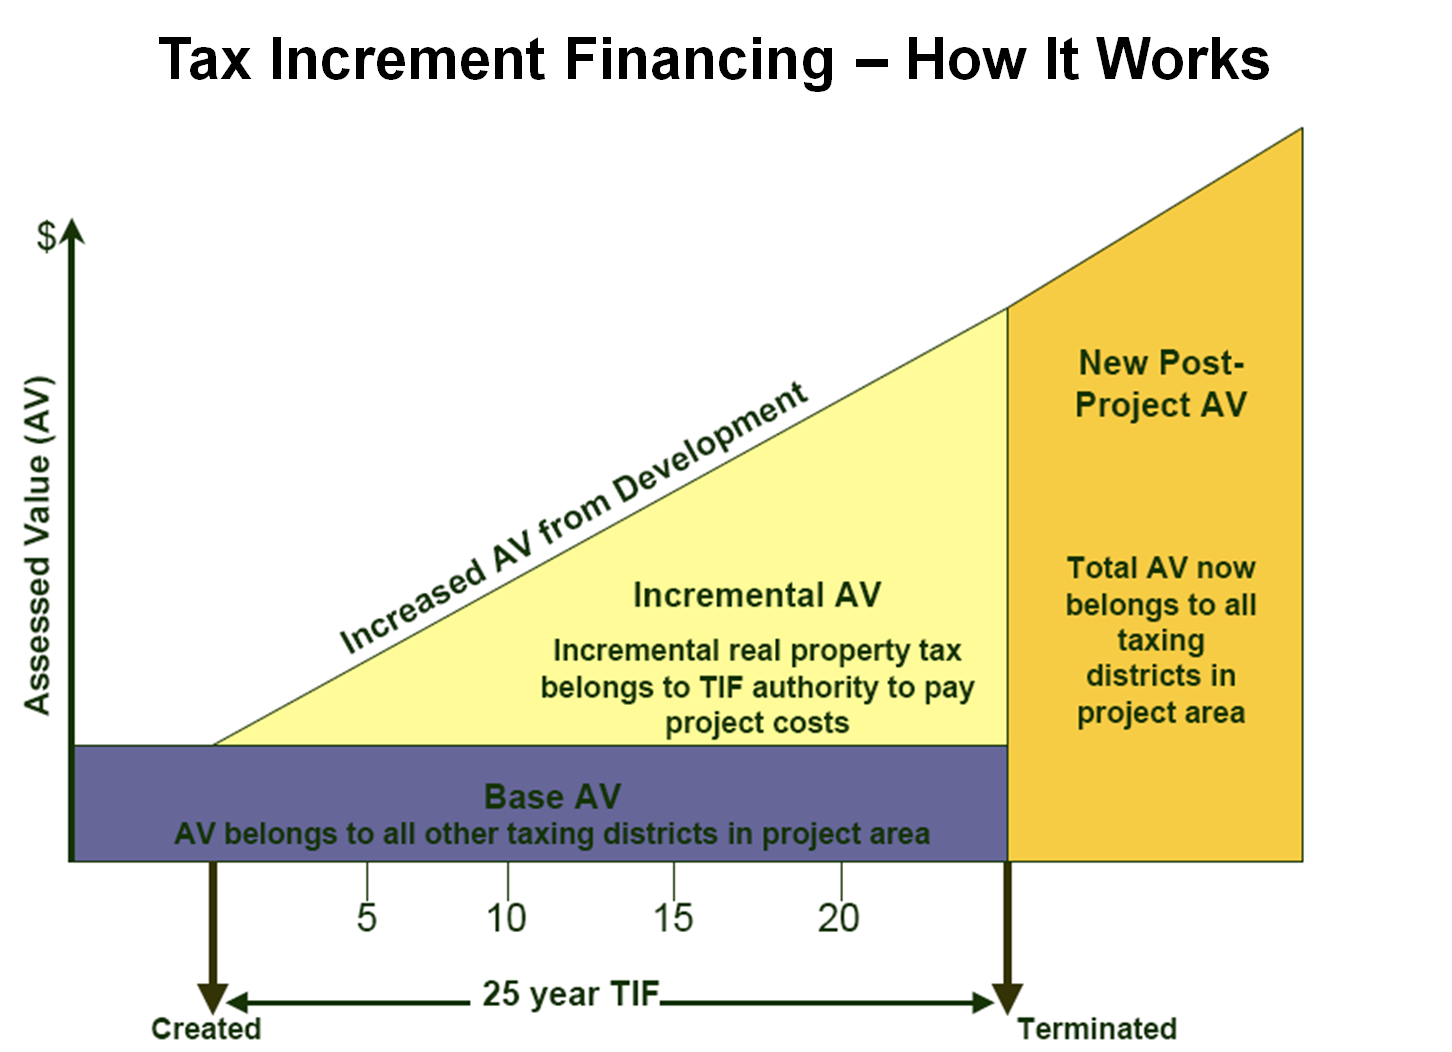 Tax Increment Financing – How It Works
$
Assessed Value (AV)
Increased AV from Development
New Post-
Project AV
Incremental AV
Incremental real property tax
belongs to TIF authority to pay
project costs
Total AV now
belongs to all
taxing
districts in
project area
Base AV
AV belongs to all other taxing districts in project area
5 10 15 20
25 year TIF
Created
Terminated